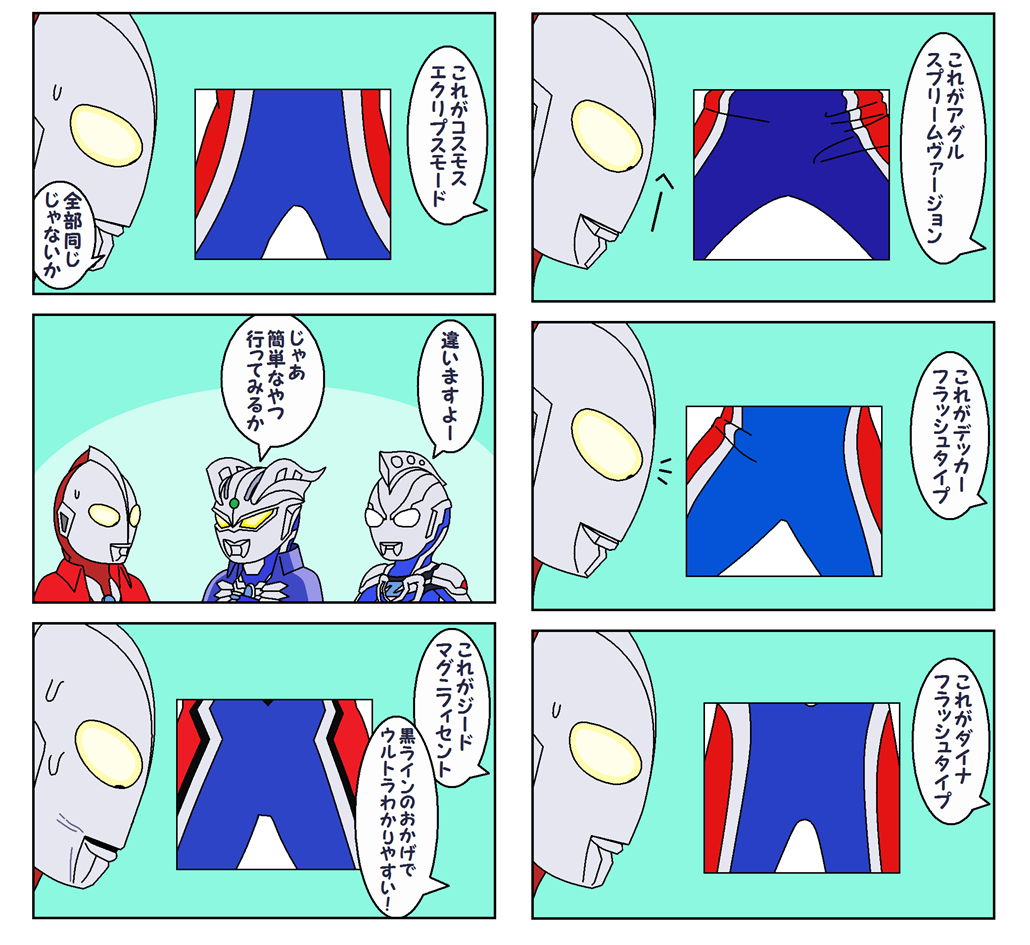 これがアグル
スプリームヴァージョン
これがデッカー
フラッシュタイプ
これがダイナ
フラッシュタイプ
これがコスモス
エクリプスモード
全部同じ
じゃないか
違いますよー
じゃあ
簡単なやつ
行ってみるか
これがジード
マグニフィセント
黒ラインのおかげで
ウルトラわかりやすい!